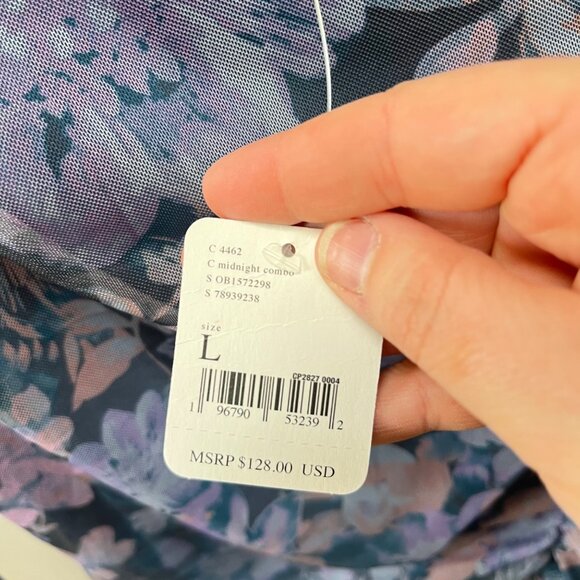 C 4462
C midnight combo
S OB1572298
S 78939238
size
L
CP2827 0004
1 96790 53239 2
MSRP $128.00 USD